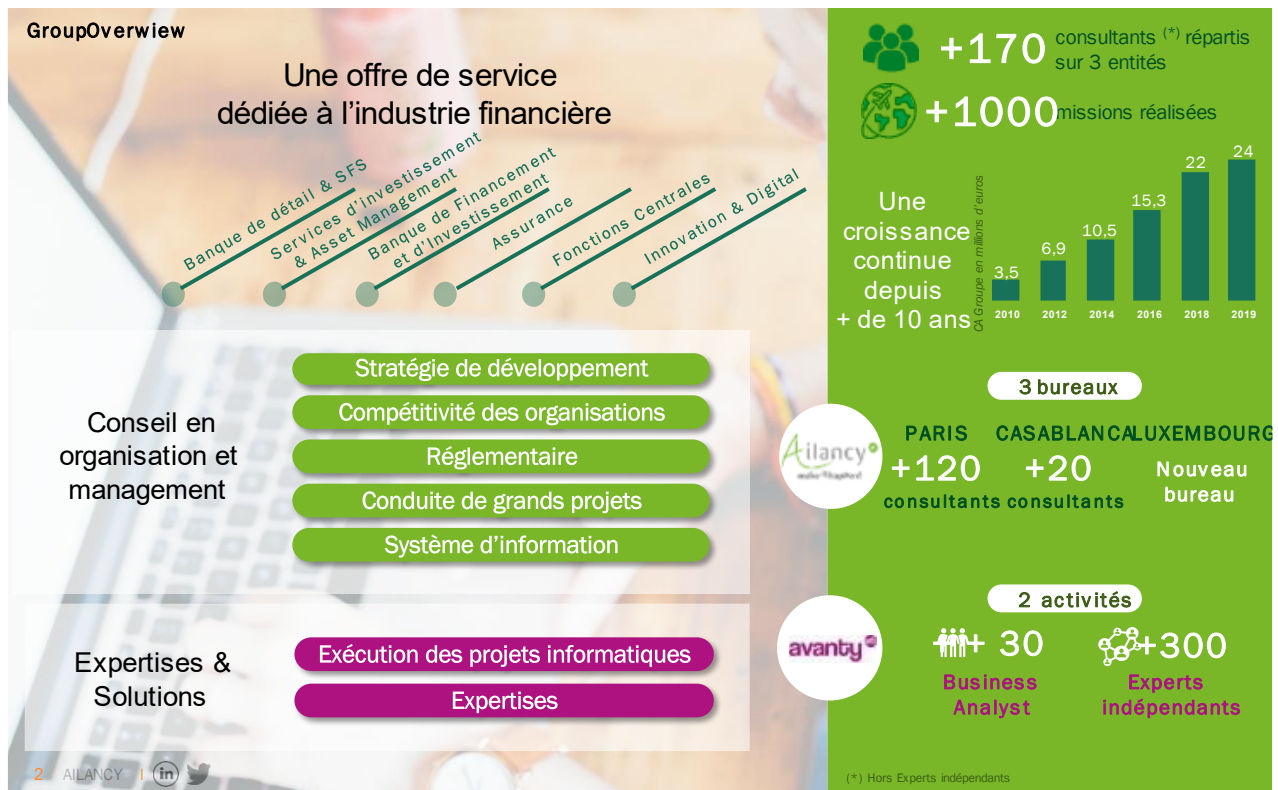 GroupOverwiew
Une offre de service
dédiée à l’industrie financière
Banque de détail & SFS
Services d’investissement
& Asset Management
Banque de Financement
et d’Investissement
Assurance
Fonctions Centrales
Innovation & Digital
Conseil en
organisation et
management
Stratégie de développement
Compétitivité des organisations
Réglementaire
Conduite de grands projets
Système d’information
Expertises &
Solutions
Exécution des projets informatiques
Expertises
2 AILANCY I in
+170 consultants (*) répartis
sur 3 entités
+1000 missions réalisées
Une
croissance
continue
depuis
+ de 10 ans
CA Groupe en millions d’euros
3,5 6,9 10,5 15,3 22 24
2010 2012 2014 2016 2018 2019
3 bureaux
Ailancy
PARIS CASABLANCA LUXEMBOURG
+120 +20 Nouveau
bureau
consultants consultants
2 activités
avanty
+ 30 +300
Business Experts
Analyst indépendants
(*) Hors Experts indépendants